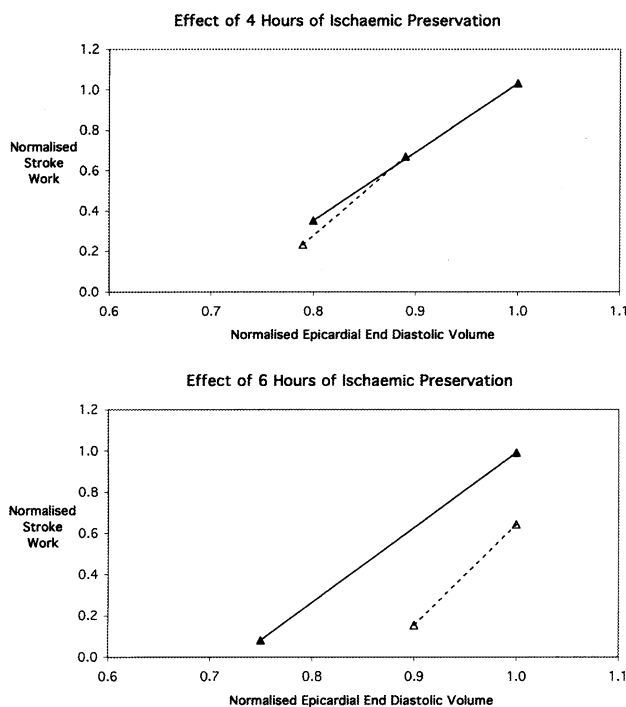 Effect of 4 Hours of Ischaemic Preservation
1.2
1.0
0.8
0.6
0.4
0.2
0.0
Normalised
Stroke
Work
0.6 0.7 0.8 0.9 1.0 1.1
Normalised Epicardial End Diastolic Volume
Effect of 6 Hours of Ischaemic Preservation
1.2
1.0
0.8
0.6
0.4
0.2
0.0
Normalised
Stroke
Work
0.6 0.7 0.8 0.9 1.0 1.1
Normalised Epicardial End Diastolic Volume